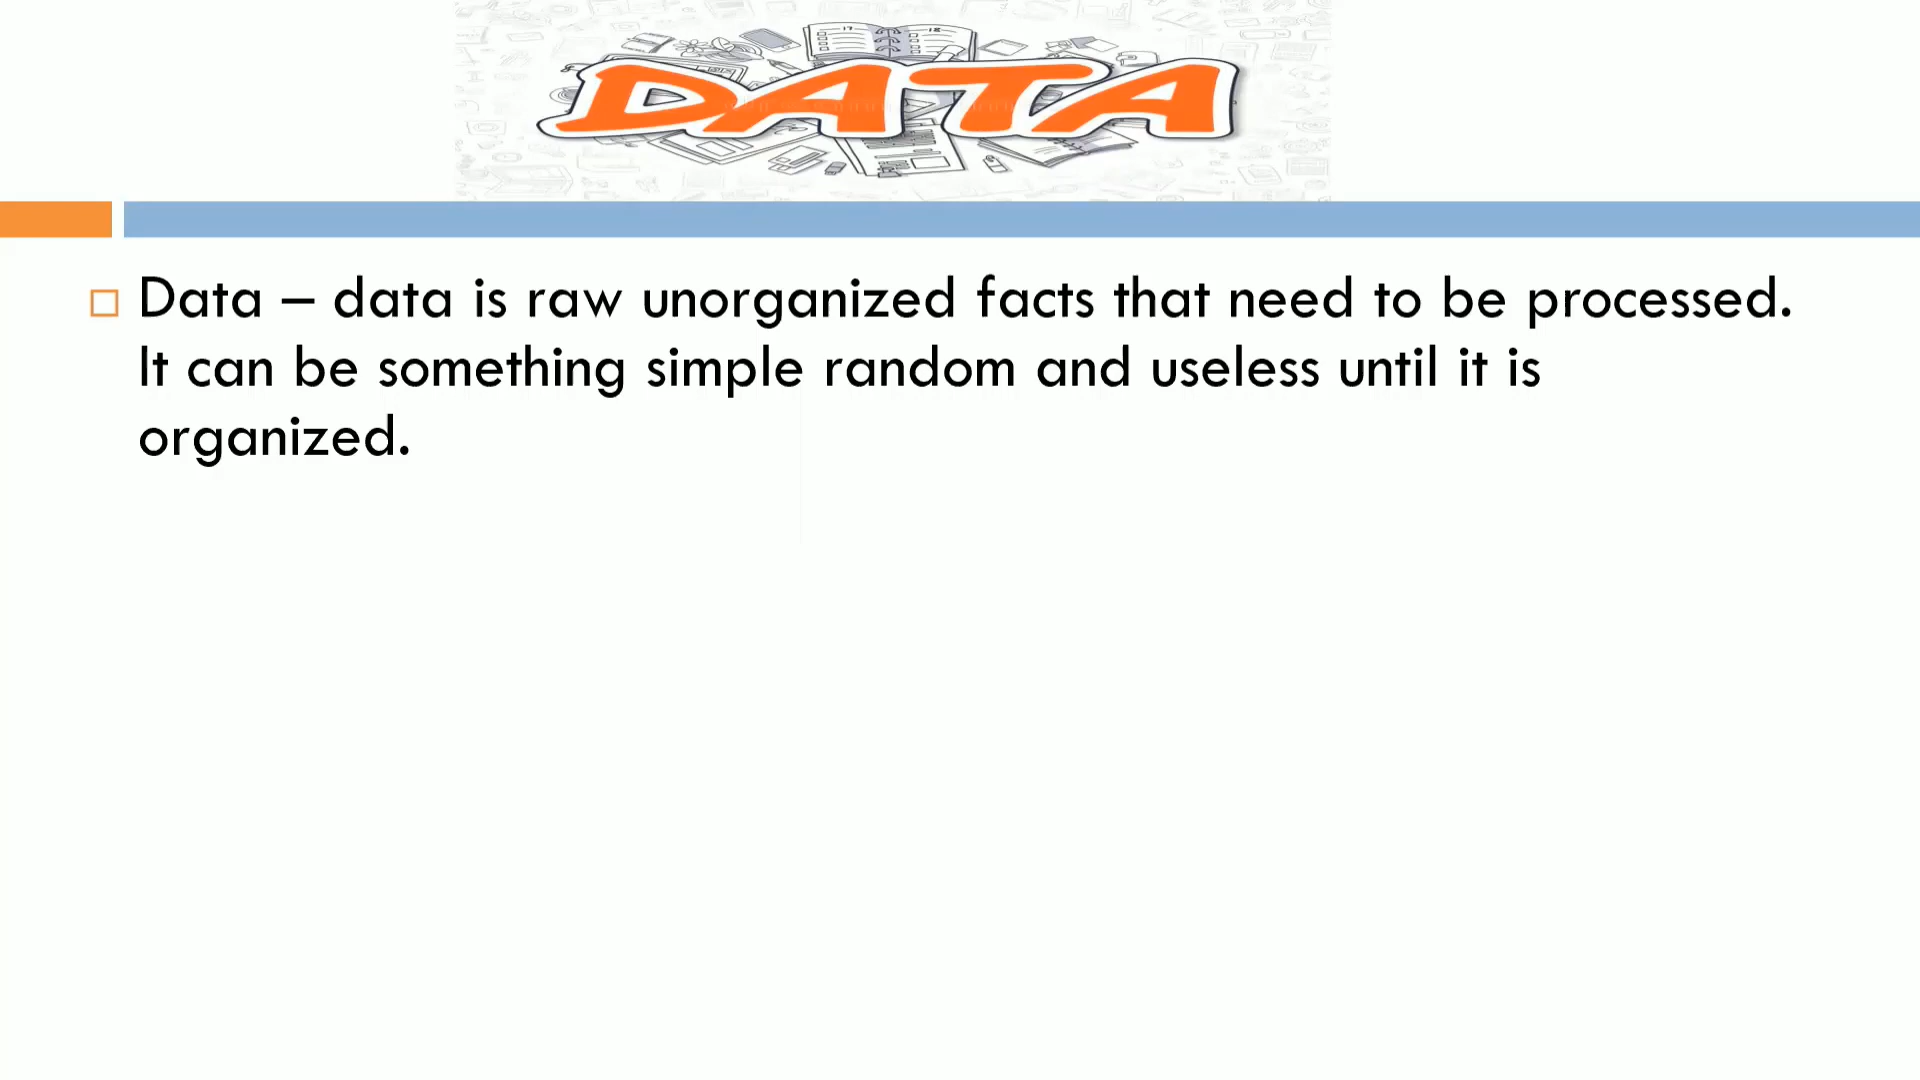 DATA
Data – data is raw unorganized facts that need to be processed.
It can be something simple random and useless until it is
organized.